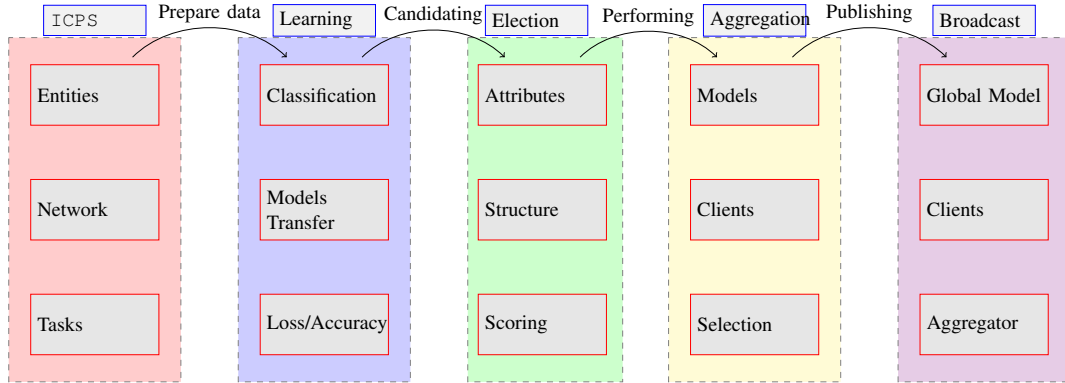 ICPS
Prepare data
Learning
Candidating
Election
Performing
Aggregation
Publishing
Broadcast
Entities
Classification
Attributes
Models
Global Model
Network
Models
Transfer
Structure
Clients
Clients
Tasks
Loss/Accuracy
Scoring
Selection
Aggregator